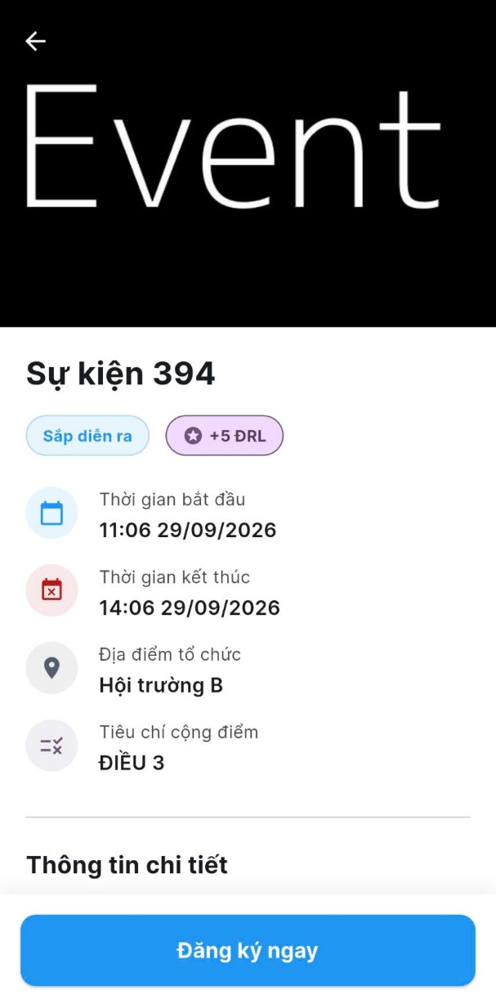 Event
Sự kiện 394
Sắp diễn ra
+5 ĐRL
Thời gian bắt đầu
11:06 29/09/2026
Thời gian kết thúc
14:06 29/09/2026
Địa điểm tổ chức
Hội trường B
Tiêu chí cộng điểm
ĐIỀU 3
Thông tin chi tiết
Đăng ký ngay